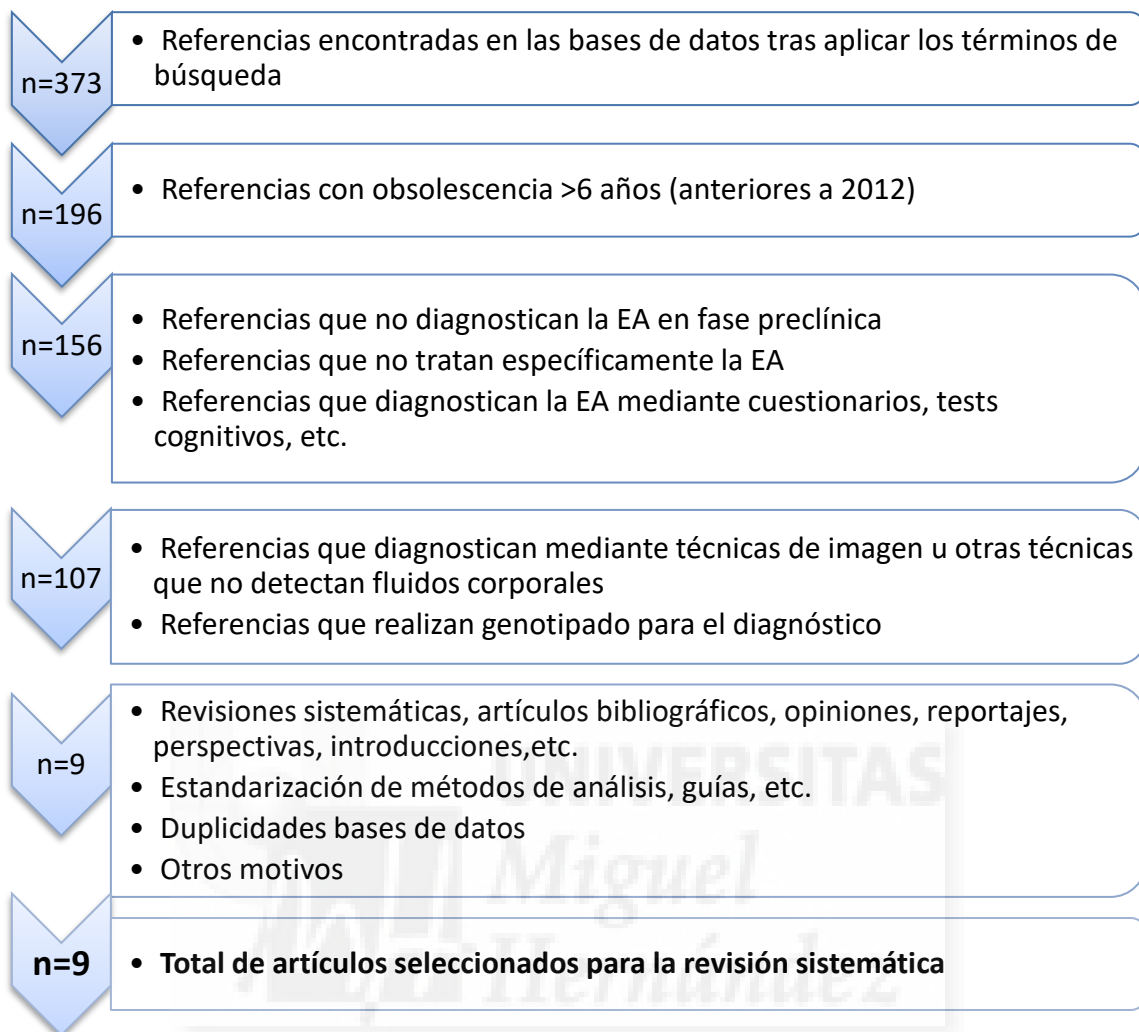 n=373
• Referencias encontradas en las bases de datos tras aplicar los términos de
búsqueda
n=196
• Referencias con obsolescencia >6 años (anteriores a 2012)
n=156
• Referencias que no diagnostican la EA en fase preclínica
• Referencias que no tratan específicamente la EA
• Referencias que diagnostican la EA mediante cuestionarios, tests
cognitivos, etc.
n=107
• Referencias que diagnostican mediante técnicas de imagen u otras técnicas
que no detectan fluidos corporales
• Referencias que realizan genotipado para el diagnóstico
n=9
• Revisiones sistemáticas, artículos bibliográficos, opiniones, reportajes,
perspectivas, introducciones,etc.
• Estandarización de métodos de análisis, guías, etc.
• Duplicidades bases de datos
• Otros motivos
n=9
• Total de artículos seleccionados para la revisión sistemática
UNIVERSITAS
Miguel
Hernández